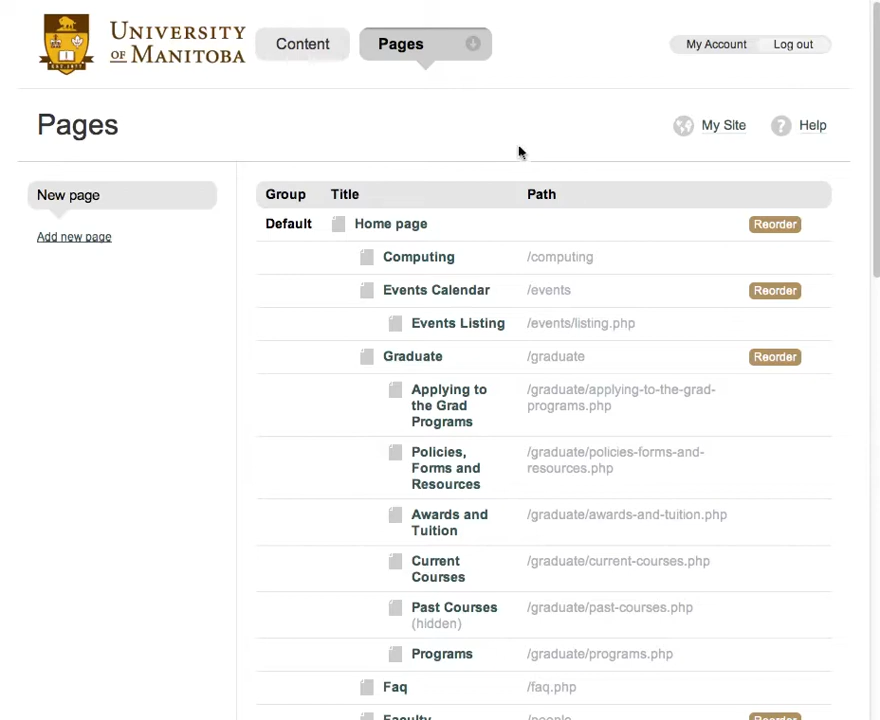 UNIVERSITY
OF MANITOBA
Content
Pages
My Account
Log out
Pages
My Site
? Help
New page
Add new page
Group Title Path
Default Home page Reorder
Computing /computing
Events Calendar /events Reorder
Events Listing /events/listing.php
Graduate /graduate Reorder
Applying to /graduate/applying-to-the-grad-
the Grad programs.php
Programs
Policies, /graduate/policies-forms-and-
Forms and resources.php
Resources
Awards and /graduate/awards-and-tuition.php
Tuition
Current /graduate/current-courses.php
Courses
Past Courses /graduate/past-courses.php
(hidden)
Programs /graduate/programs.php
Faq /faq.php
Faculty /people Reorder